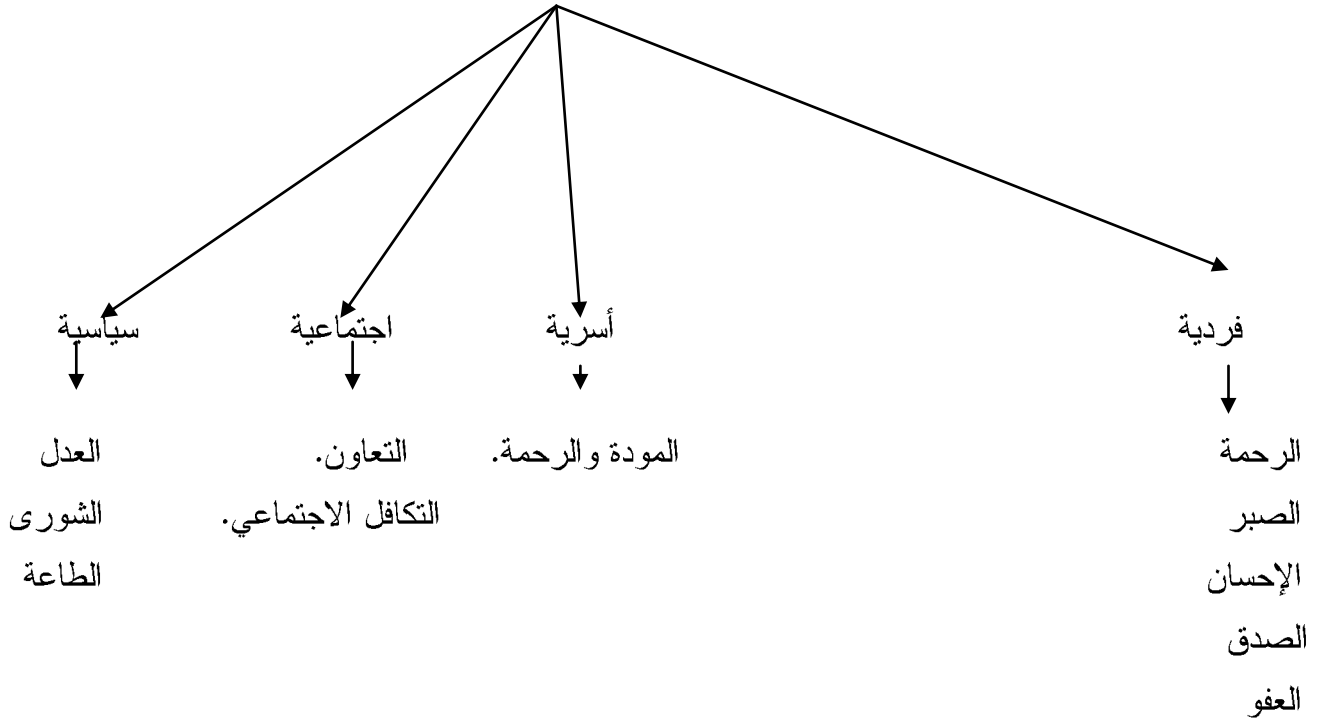 فردية
أسرية
اجتماعية
سياسية
الرحمة
المودة والرحمة.
التعاون.
العدل
الصبر
التكافل الاجتماعي.
الشورى
الإحسان
الطاعة
الصدق
العفو